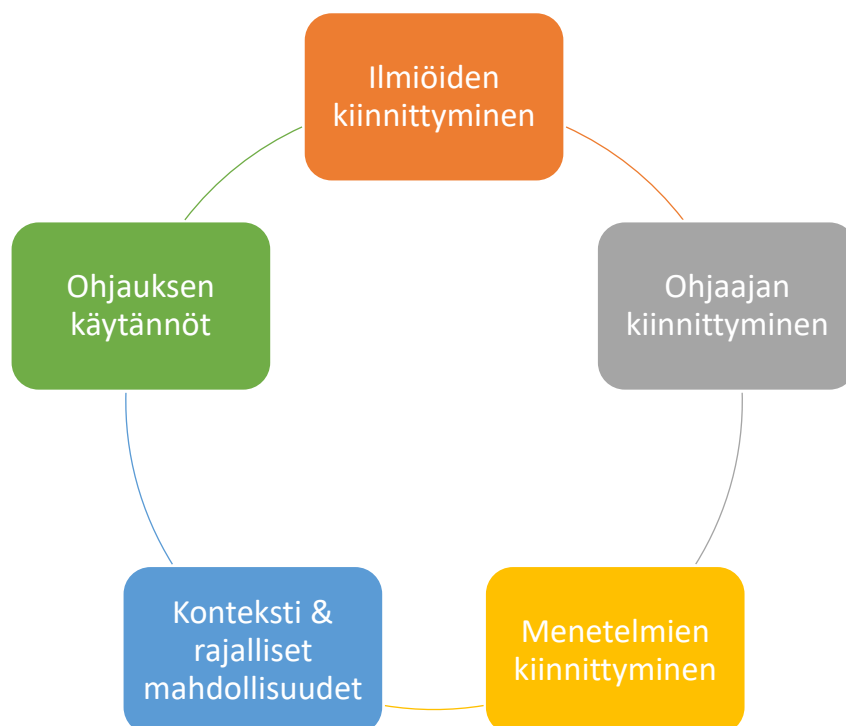 Ilmiöiden
kiinnittyminen
Ohjaajan
kiinnittyminen
Menetelmien
kiinnittyminen
Konteksti &
rajalliset
mahdollisuudet
Ohjauksen
käytännöt